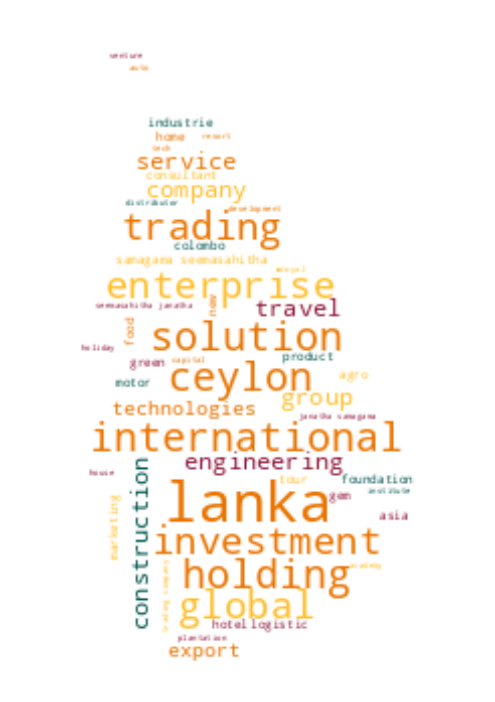 venture
auto
industrie
home resort
tech
service
consultant
company
distributor
development
trading
colombo
samagama seemasahitha
enterprise
seemasahitha janatha
new
travel
food
solution
holiday
product
green capital
ceylon
agro
motor
group
technologies
janatha samagama
international
engineering
house
construction
tour
foundation
lanka
institute
gem
marketing
asia
investment
holding
academy
trading company
global
hotel logistic
plantation
export